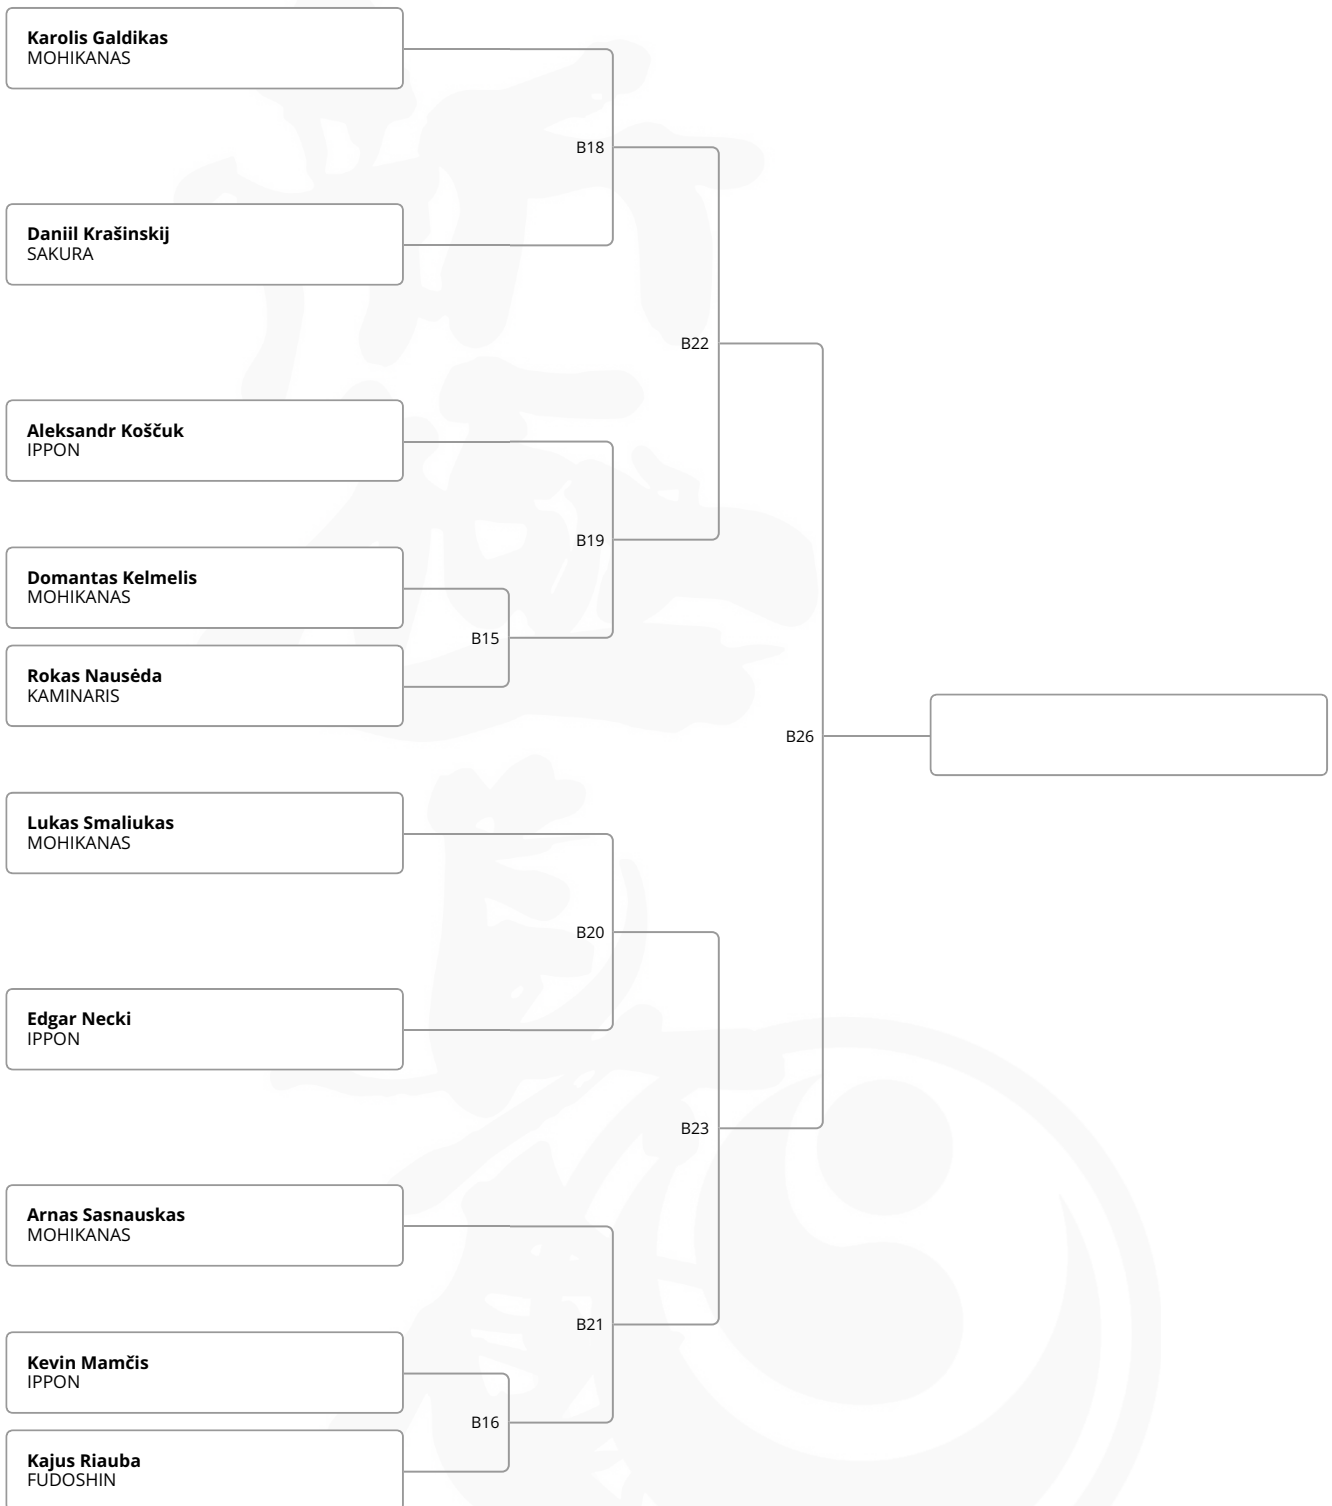 Karolis Galdikas
MOHIKANAS
B18
Daniil Krašinskij
SAKURA
B22
Aleksandr Koščuk
IPPON
B19
Domantas Kelmelis
MOHIKANAS
B15
Rokas Nausėda
KAMINARIS
B26
Lukas Smaliukas
MOHIKANAS
B20
Edgar Necki
IPPON
B23
Arnas Sasnauskas
MOHIKANAS
B21
Kevin Mamčis
IPPON
B16
Kajus Riauba
FUDOSHIN